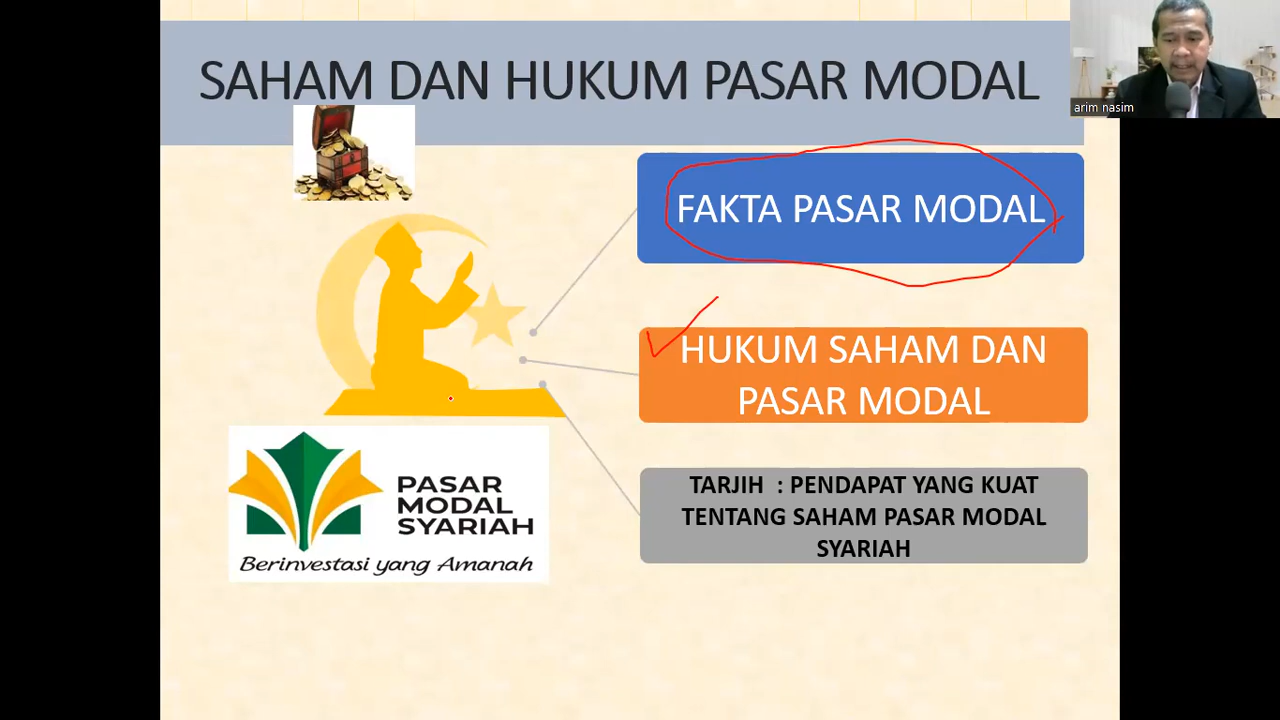 SAHAM DAN HUKUM PASAR MODAL
arim nasim
FAKTA PASAR MODAL
HUKUM SAHAM DAN
PASAR MODAL
PASAR
MODAL
SYARIAH
Berinvestasi yang Amanah
TARJIH : PENDAPAT YANG KUAT
TENTANG SAHAM PASAR MODAL
SYARIAH